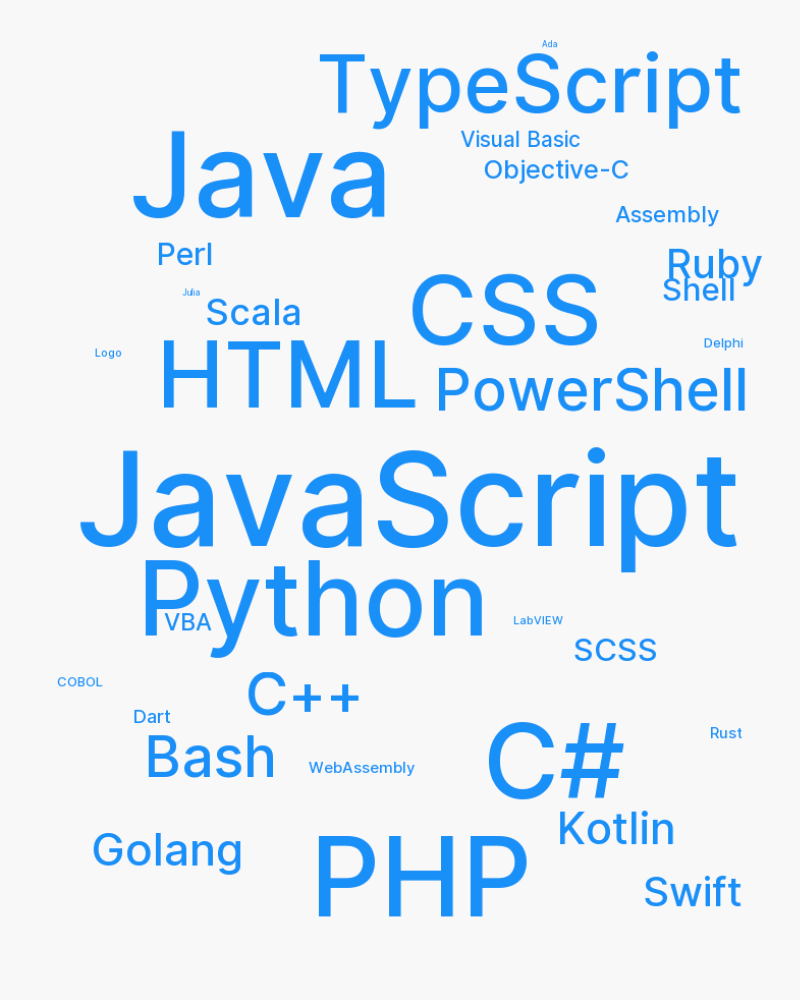 Ada
TypeScript
Visual Basic
Java
Objective-C
Assembly
Perl
Ruby
Shell
Julia
Scala
CSS
Logo
Delphi
HTML
PowerShell
JavaScript
Python
VBA
LabVIEW
SCSS
COBOL
C++
Dart
Rust
Bash
WebAssembly
C#
Kotlin
Golang
PHP
Swift